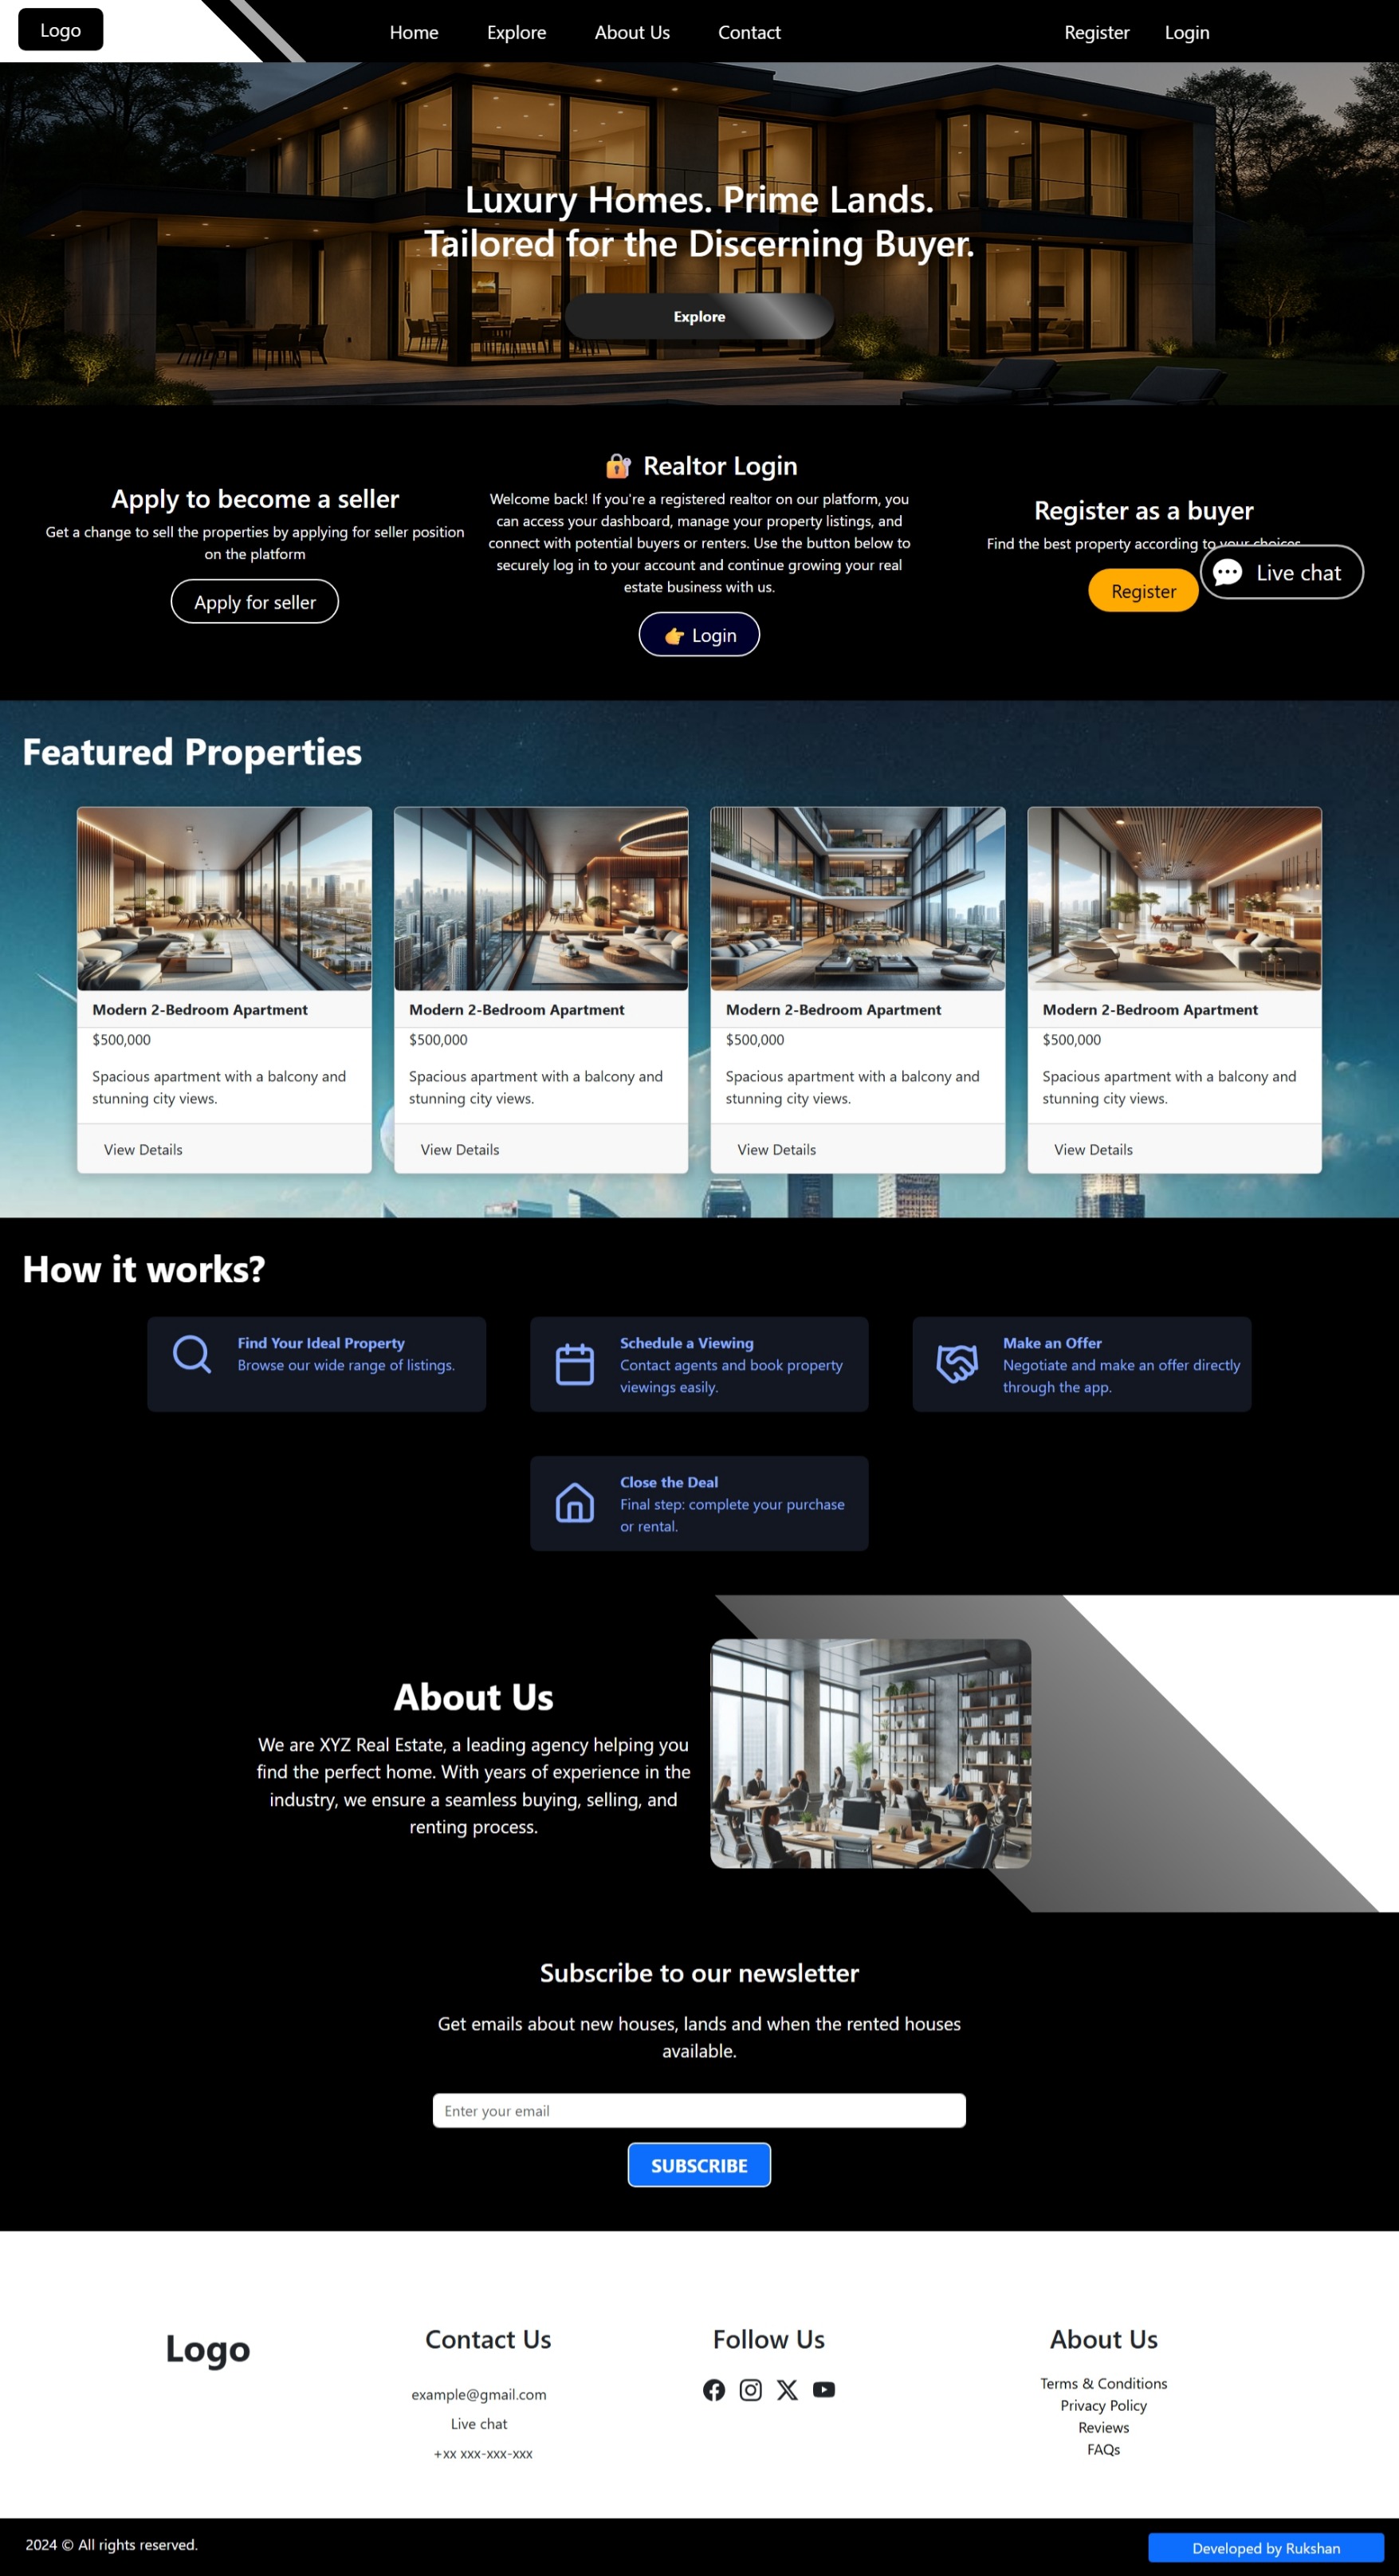 Logo
Home
Explore
About Us
Contact
Register
Login
Luxury Homes. Prime Lands.
Tailored for the Discerning Buyer.
Explore
Apply to become a seller
Get a change to sell the properties by applying for seller position
on the platform
Apply for seller
🔐 Realtor Login
Welcome back! If you're a registered realtor on our platform, you
can access your dashboard, manage your property listings, and
connect with potential buyers or renters. Use the button below to
securely log in to your account and continue growing your real
estate business with us.
👉 Login
Register as a buyer
Find the best property according to your choices
Register
Live chat
Featured Properties
Modern 2-Bedroom Apartment
$500,000
Spacious apartment with a balcony and
stunning city views.
View Details
Modern 2-Bedroom Apartment
$500,000
Spacious apartment with a balcony and
stunning city views.
View Details
Modern 2-Bedroom Apartment
$500,000
Spacious apartment with a balcony and
stunning city views.
View Details
Modern 2-Bedroom Apartment
$500,000
Spacious apartment with a balcony and
stunning city views.
View Details
How it works?
Find Your Ideal Property
Browse our wide range of listings.
Schedule a Viewing
Contact agents and book property
viewings easily.
Make an Offer
Negotiate and make an offer directly
through the app.
Close the Deal
Final step: complete your purchase
or rental.
About Us
We are XYZ Real Estate, a leading agency helping you
find the perfect home. With years of experience in the
industry, we ensure a seamless buying, selling, and
renting process.
Subscribe to our newsletter
Get emails about new houses, lands and when the rented houses
available.
Enter your email
SUBSCRIBE
Logo
Contact Us
example@gmail.com
Live chat
+xx xxx-xxx-xxx
Follow Us
About Us
Terms & Conditions
Privacy Policy
Reviews
FAQs
2024 © All rights reserved.
Developed by Rukshan